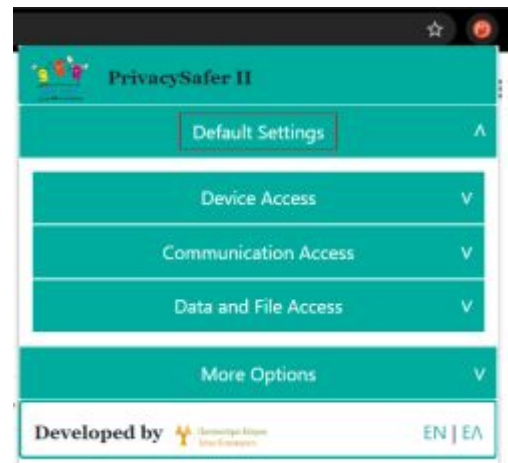 PrivacySafer II
Default Settings
Device Access
Communication Access
Data and File Access
More Options
Developed by
EN | ΕΛ